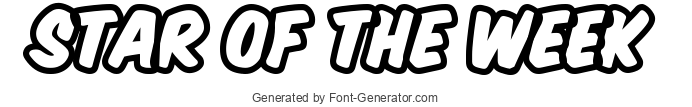 STAR OF THE WEEK
Generated by Font-Generator.com